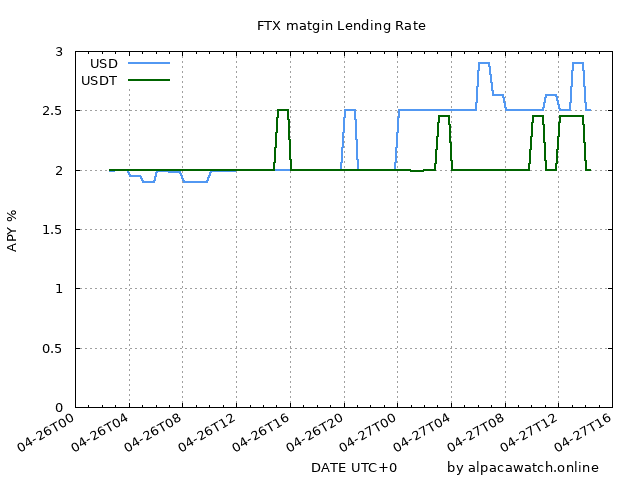 FTX matgin Lending Rate
USD
USDT
3
2.5
2
1.5
1
0.5
0
APY %
04-26T00
04-26T04
04-26T08
04-26T12
04-26T16
04-26T20
04-27T00
04-27T04
04-27T08
04-27T12
04-27T16
DATE UTC+0
by alpacawatch.online